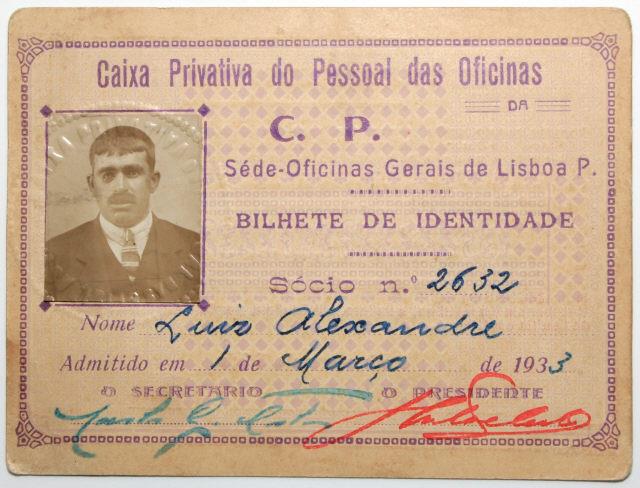 Caixa Privativa do Pessoal das Oficinas
DA
C. P.
Séde-Oficinas Gerais de Lisboa P.
BILHETE DE IDENTIDADE
Sócio n.º 2632
Nome Luiz Alexandre
Admitido em 1 de Março de 1933
O SECRETÁRIO O PRESIDENTE